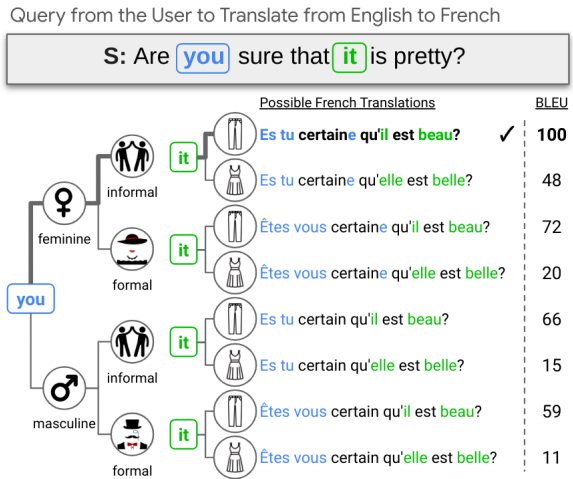 Query from the User to Translate from English to French
S: Are you sure that it is pretty?
Possible French Translations BLEU
Es tu certaine qu'il est beau? ✓ 100
it
informal
Es tu certaine qu'elle est belle? 48
Êtes vous certaine qu'il est beau? 72
feminine
it
Êtes vous certaine qu'elle est belle? 20
formal
you
Es tu certain qu'il est beau? 66
it
informal
Es tu certain qu'elle est belle? 15
Êtes vous certain qu'il est beau? 59
masculine
it
Êtes vous certain qu'elle est belle? 11
formal